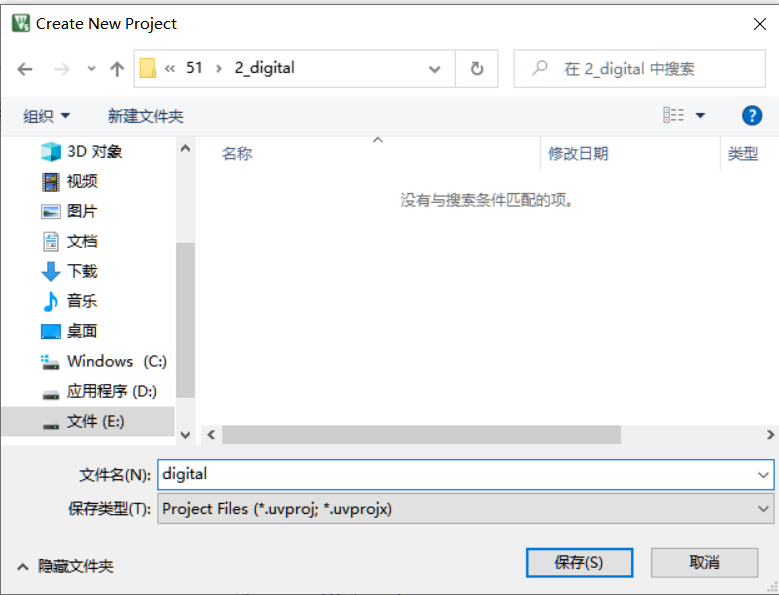 Create New Project
« 51 › 2_digital
在 2_digital 中搜索
组织
新建文件夹
3D 对象
视频
图片
文档
下载
音乐
桌面
Windows (C:)
应用程序 (D:)
文件 (E:)
名称
修改日期
类型
没有与搜索条件匹配的项。
文件名(N): digital
保存类型(T): Project Files (*.uvproj; *.uvprojx)
隐藏文件夹
保存(S)
取消